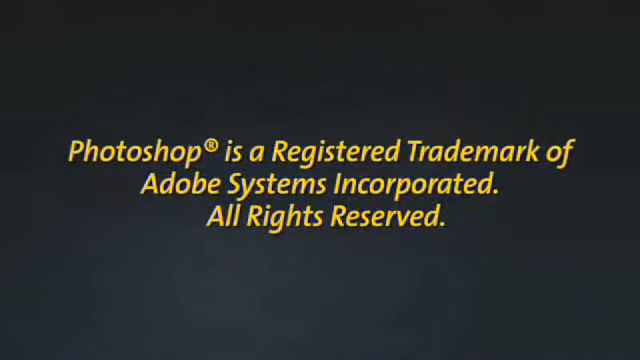 Photoshop® is a Registered Trademark of
Adobe Systems Incorporated.
All Rights Reserved.